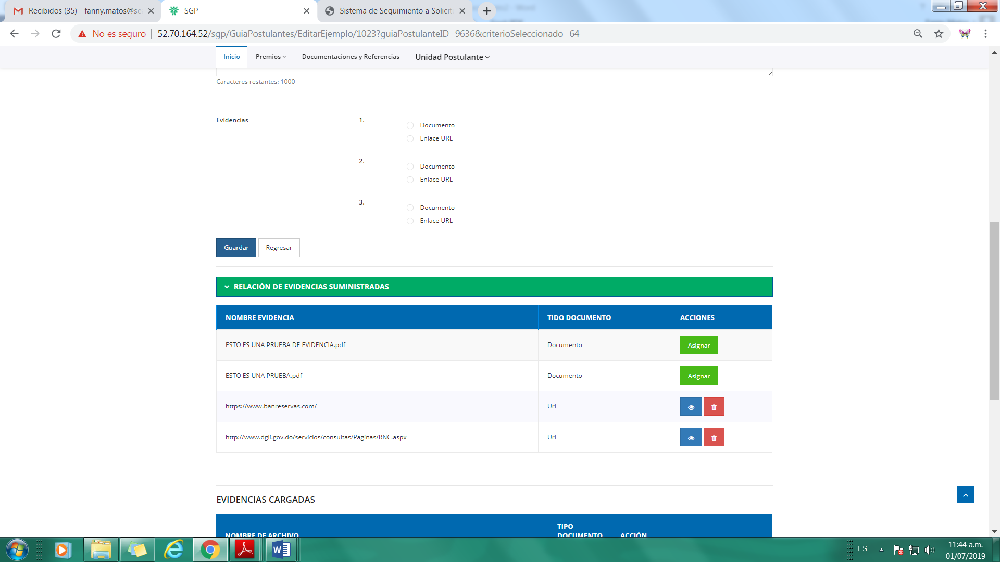 Recibidos (35) - fanny.matos@se
SGP
Sistema de Seguimiento a Solicit
No es seguro | 52.70.164.52/sgp/GuiaPostulantes/EditarEjemplo/1023?guiaPostulanteID=9636&criterioSeleccionado=64
Inicio Premios Documentaciones y Referencias Unidad Postulante
Caracteres restantes: 1000
Evidencias 1.
Documento
Enlace URL
2.
Documento
Enlace URL
3.
Documento
Enlace URL
Guardar Regresar
RELACIÓN DE EVIDENCIAS SUMINISTRADAS
NOMBRE EVIDENCIA TIDO DOCUMENTO ACCIONES
ESTO ES UNA PRUEBA DE EVIDENCIA.pdf Documento Asignar
ESTO ES UNA PRUEBA.pdf Documento Asignar
https://www.banreservas.com/ Url
http://www.dgii.gov.do/servicios/consultas/Paginas/RNC.aspx Url
EVIDENCIAS CARGADAS
NOMBRE DE ARCHIVO TIPO DOCUMENTO ACCIÓN
ES
11:44 a.m.
01/07/2019